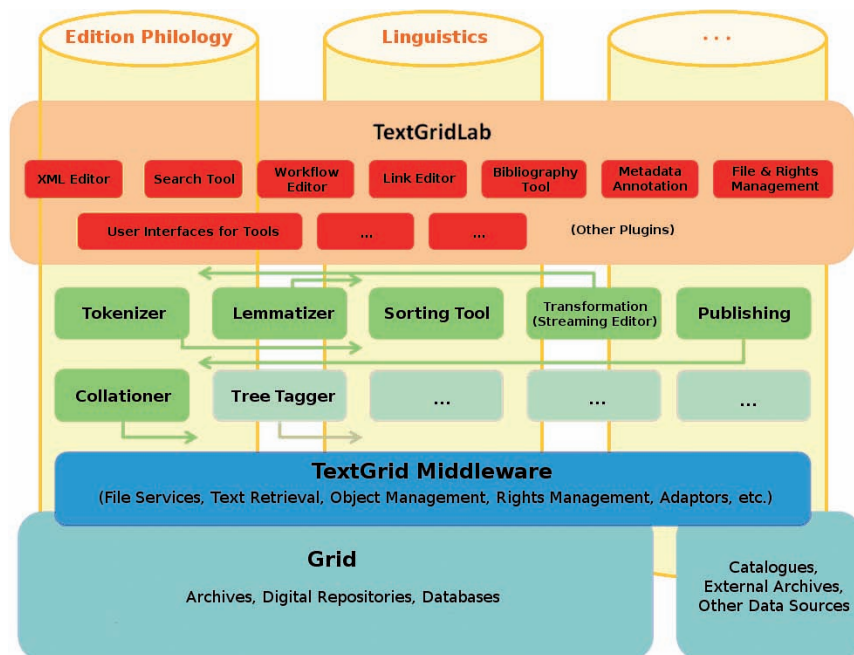 Edition Philology
Linguistics
...
TextGridLab
XML Editor
Search Tool
Workflow
Editor
Link Editor
Bibliography
Tool
Metadata
Annotation
File & Rights
Management
User Interfaces for Tools
...
...
(Other Plugins)
Tokenizer
Lemmatizer
Sorting Tool
Transformation
(Streaming Editor)
Publishing
Collationer
Tree Tagger
...
...
...
TextGrid Middleware
(File Services, Text Retrieval, Object Management, Rights Management, Adaptors, etc.)
Grid
Archives, Digital Repositories, Databases
Catalogues,
External Archives,
Other Data Sources